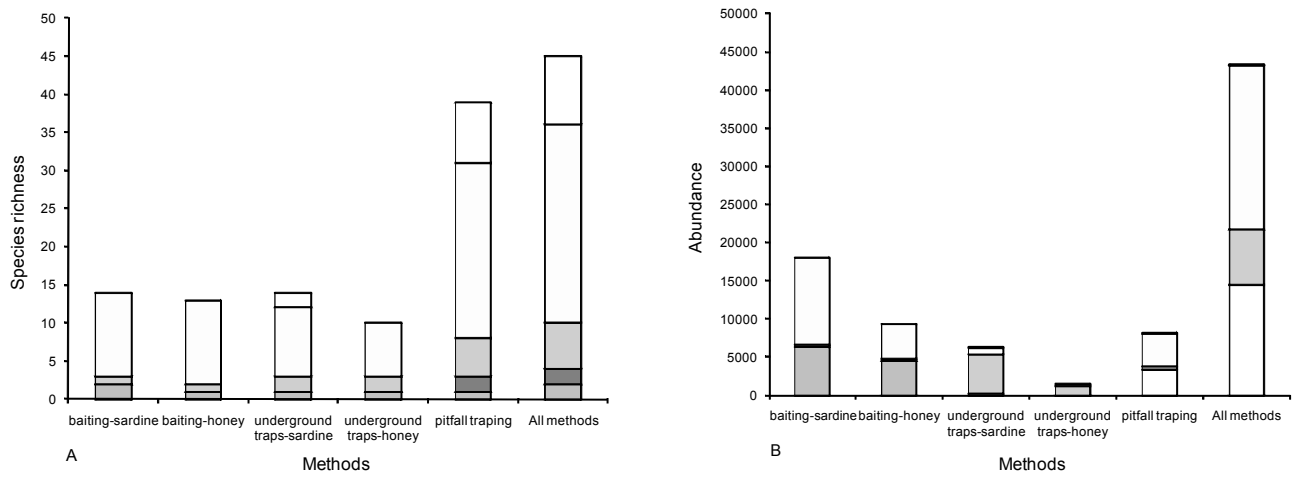 50
45
40
35
30
25
20
15
10
5
0
Species richness
baiting-sardine baiting-honey underground underground pitfall traping All methods
traps-sardine traps-honey
A
Methods
50000
45000
40000
35000
30000
25000
20000
15000
10000
5000
0
Abundance
baiting-sardine baiting-honey underground underground pitfall traping All methods
traps-sardine traps-honey
B
Methods